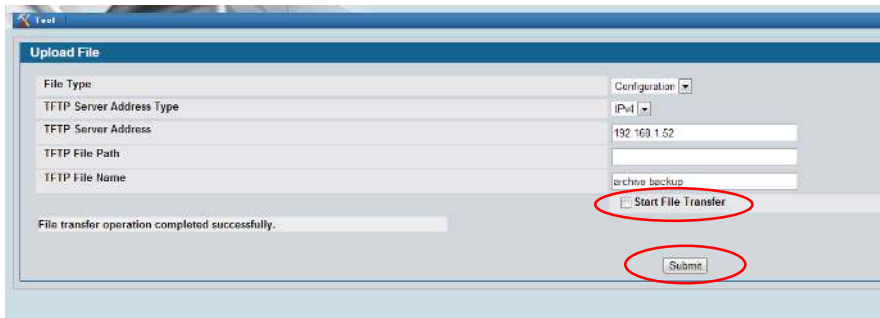 Tool
Upload File
File Type Configuration
TFTP Server Address Type IPv4
TFTP Server Address 192.168.1.52
TFTP File Path
TFTP File Name archive backup
Start File Transfer
File transfer operation completed successfully.
Submit